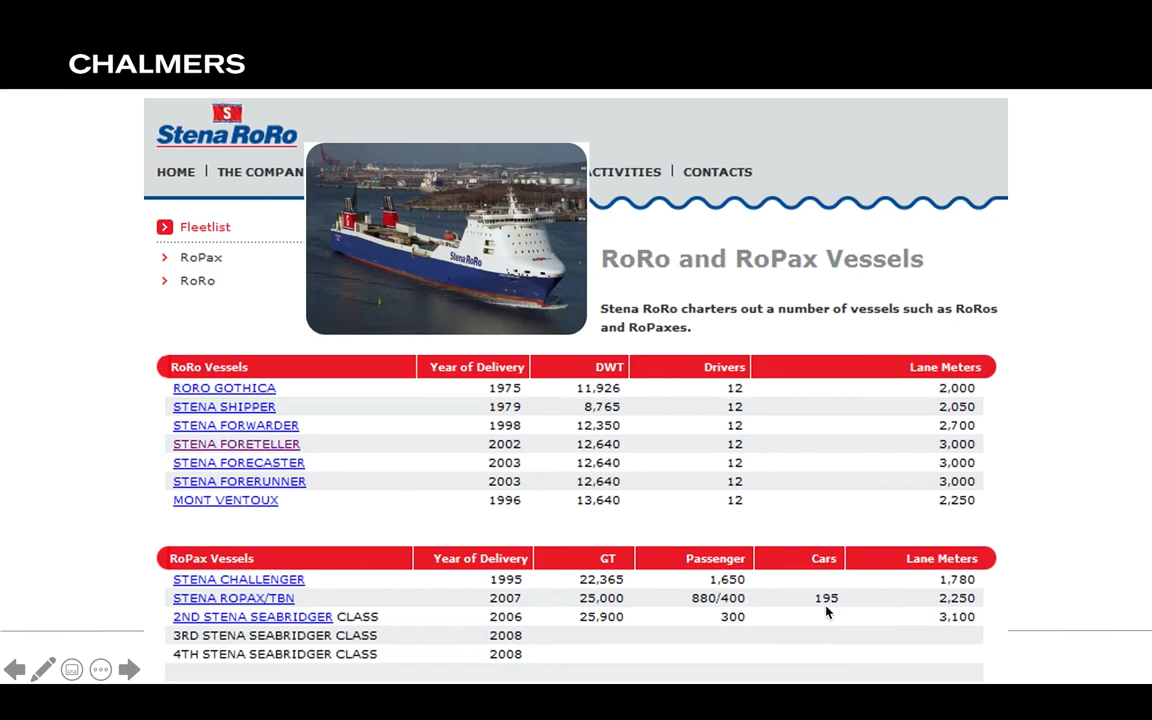 CHALMERS
S
Stena RoRo
HOME | THE COMPAN ACTIVITIES | CONTACTS
Fleetlist
RoPax
RoRo
Stena RoRo
RoRo and RoPax Vessels
Stena RoRo charters out a number of vessels such as RoRos
and RoPaxes.
RoRo Vessels Year of Delivery DWT Drivers Lane Meters
RORO GOTHICA 1975 11,926 12 2,000
STENA SHIPPER 1979 8,765 12 2,050
STENA FORWARDER 1998 12,350 12 2,700
STENA FORETELLER 2002 12,640 12 3,000
STENA FORECASTER 2003 12,640 12 3,000
STENA FORERUNNER 2003 12,640 12 3,000
MONT VENTOUX 1996 13,640 12 2,250
RoPax Vessels Year of Delivery GT Passenger Cars Lane Meters
STENA CHALLENGER 1995 22,365 1,650 1,780
STENA ROPAX/TBN 2007 25,000 880/400 195 2,250
2ND STENA SEABRIDGER CLASS 2006 25,900 300 3,100
3RD STENA SEABRIDGER CLASS 2008
4TH STENA SEABRIDGER CLASS 2008